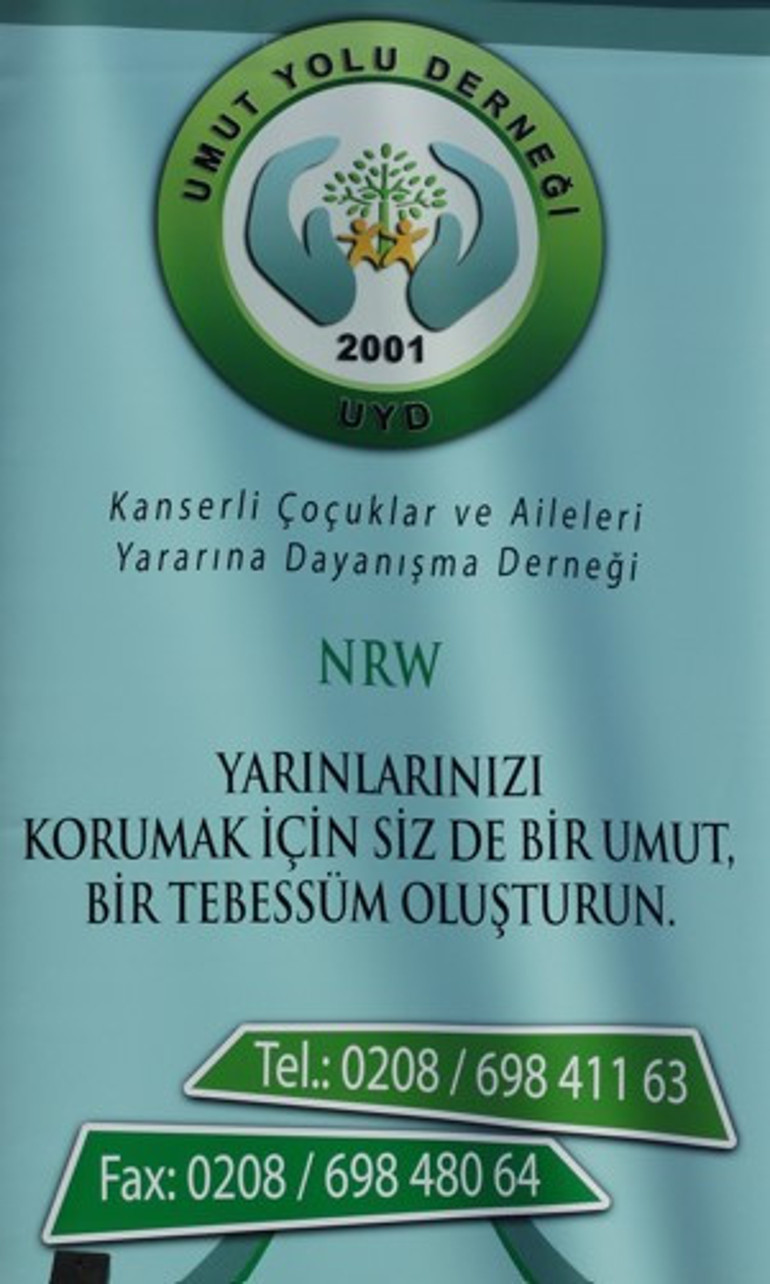 UMUT YOLU DERNEĞİ
2001
UYD
Kanserli Çoçuklar ve Aileleri
Yararına Dayanışma Derneği
NRW
YARINLARINIZI
KORUMAK İÇİN SİZ DE BİR UMUT,
BİR TEBESSÜM OLUŞTURUN.
Tel.: 0208 / 698 411 63
Fax: 0208 / 698 480 64